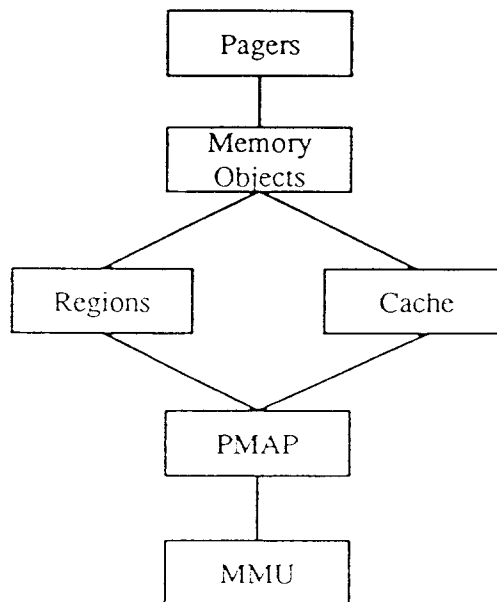 Pagers
Memory
Objects
Regions
Cache
PMAP
MMU